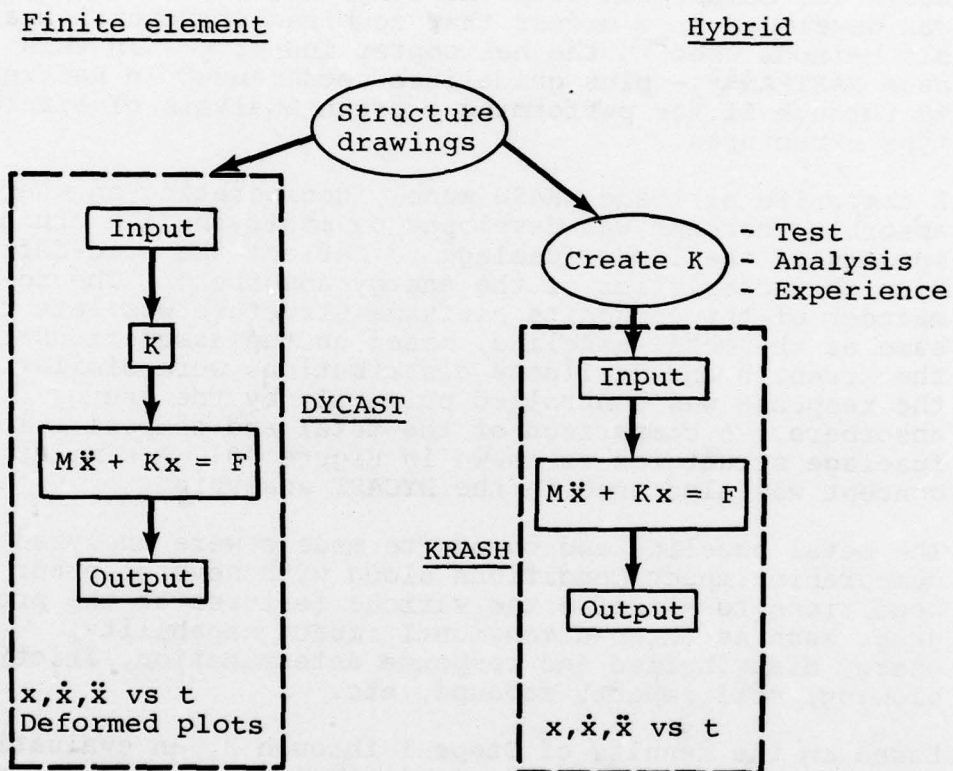 Finite element
Hybrid
Structure
drawings
Input
K
DYCAST
Mẍ + Kx = F
Output
x,ẋ,ẍ vs t
Deformed plots
Create K
- Test
- Analysis
- Experience
Input
Mẍ + Kx = F
KRASH
Output
x,ẋ,ẍ vs t